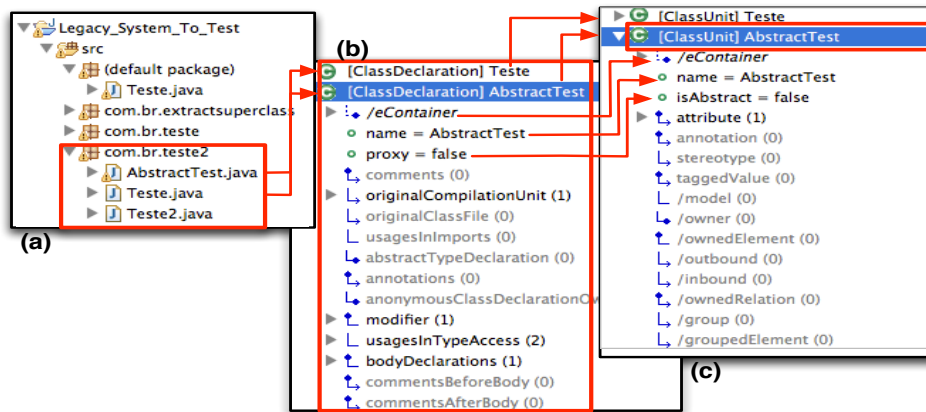 (a)
Legacy_System_To_Test
src
(default package)
Teste.java
com.br.extractsuperclass
com.br.teste
com.br.teste2
AbstractTest.java
Teste.java
Teste2.java
(b)
[ClassDeclaration] Teste
[ClassDeclaration] AbstractTest
/eContainer
name = AbstractTest
proxy = false
comments (0)
originalCompilationUnit (1)
originalClassFile (0)
usagesInImports (0)
abstractTypeDeclaration (0)
annotations (0)
anonymousClassDeclarationOw
modifier (1)
usagesInTypeAccess (2)
bodyDeclarations (1)
commentsBeforeBody (0)
commentsAfterBody (0)
[ClassUnit] Teste
[ClassUnit] AbstractTest
/eContainer
name = AbstractTest
isAbstract = false
attribute (1)
annotation (0)
stereotype (0)
taggedValue (0)
/model (0)
/owner (0)
/ownedElement (0)
/outbound (0)
/inbound (0)
/ownedRelation (0)
/group (0)
/groupedElement (0)
(c)